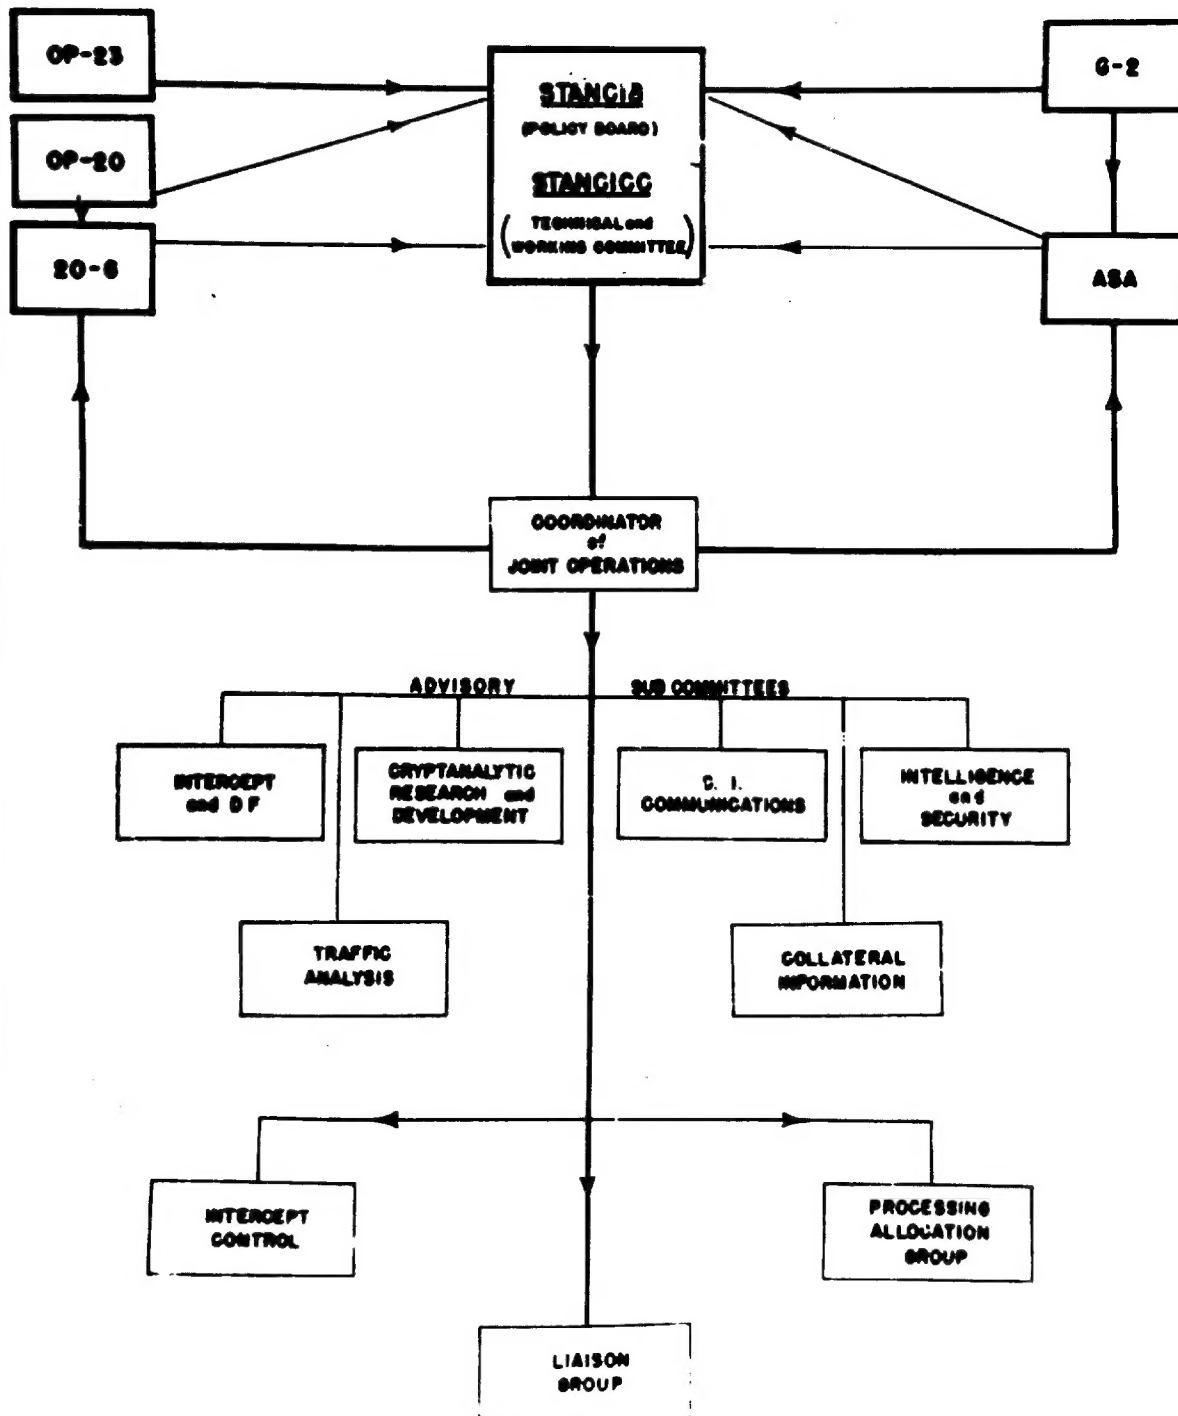 OP-23
OP-20
20-G
STANCIB
(POLICY BOARD)
STANCICC
(TECHNICAL and
WORKING COMMITTEE)
G-2
ASA
COORDINATOR
of
JOINT OPERATIONS
ADVISORY SUB COMMITTEES
INTERCEPT
and DF
CRYPTANALYTIC
RESEARCH and
DEVELOPMENT
C. I.
COMMUNICATIONS
INTELLIGENCE
and
SECURITY
TRAFFIC
ANALYSIS
COLLATERAL
INFORMATION
INTERCEPT
CONTROL
PROCESSING
ALLOCATION
GROUP
LIAISON
GROUP